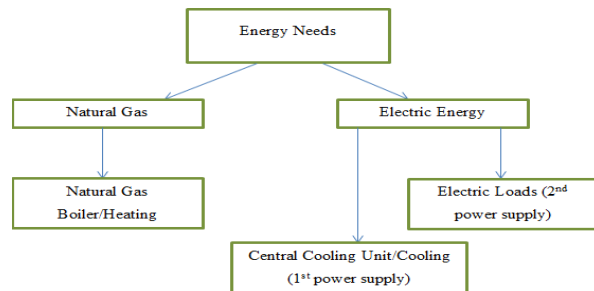 Energy Needs
Natural Gas
Electric Energy
Natural Gas
Boiler/Heating
Electric Loads (2nd
power supply)
Central Cooling Unit/Cooling
(1st power supply)